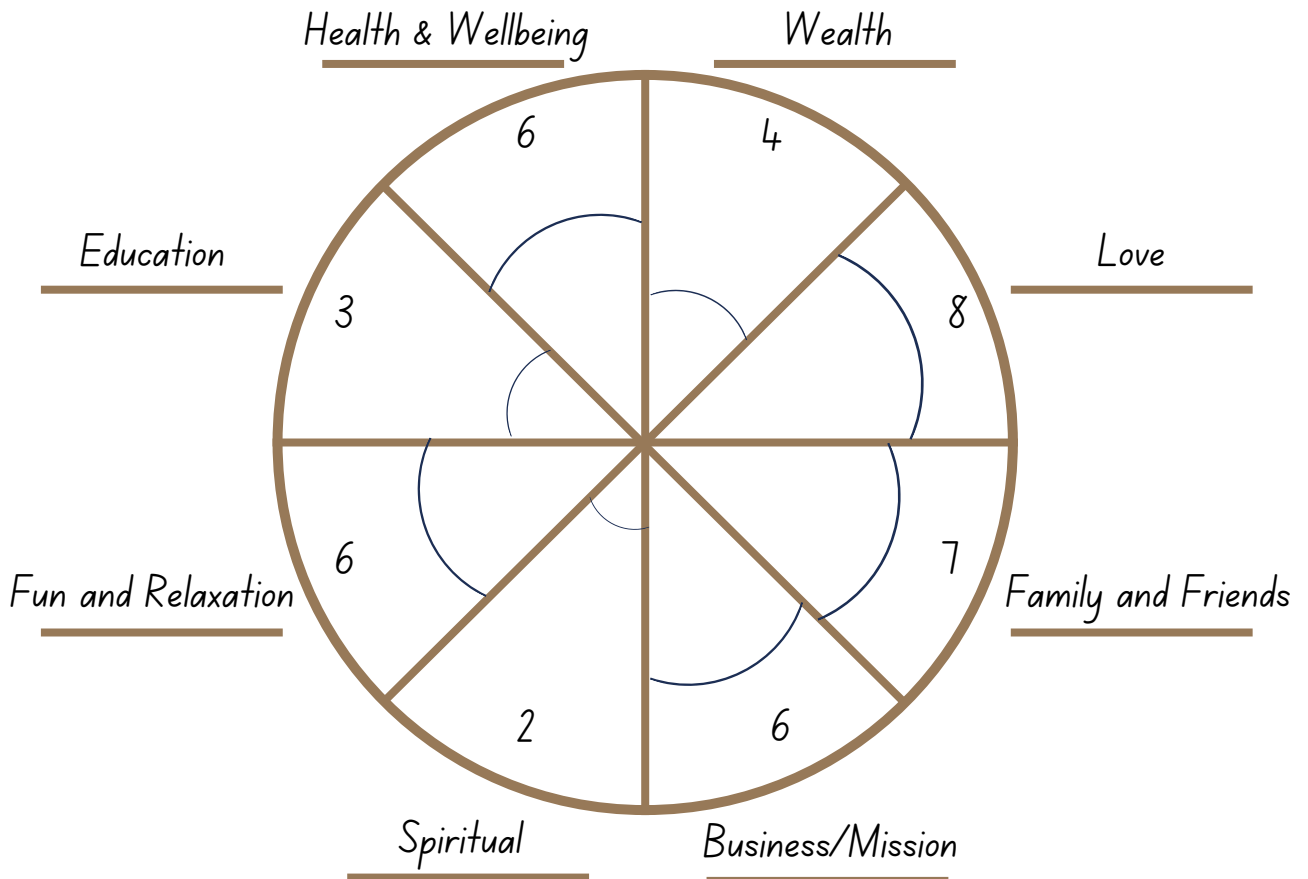 Health & Wellbeing
Wealth
6
4
Education
Love
3
8
6
7
Fun and Relaxation
Family and Friends
2
6
Spiritual
Business/Mission